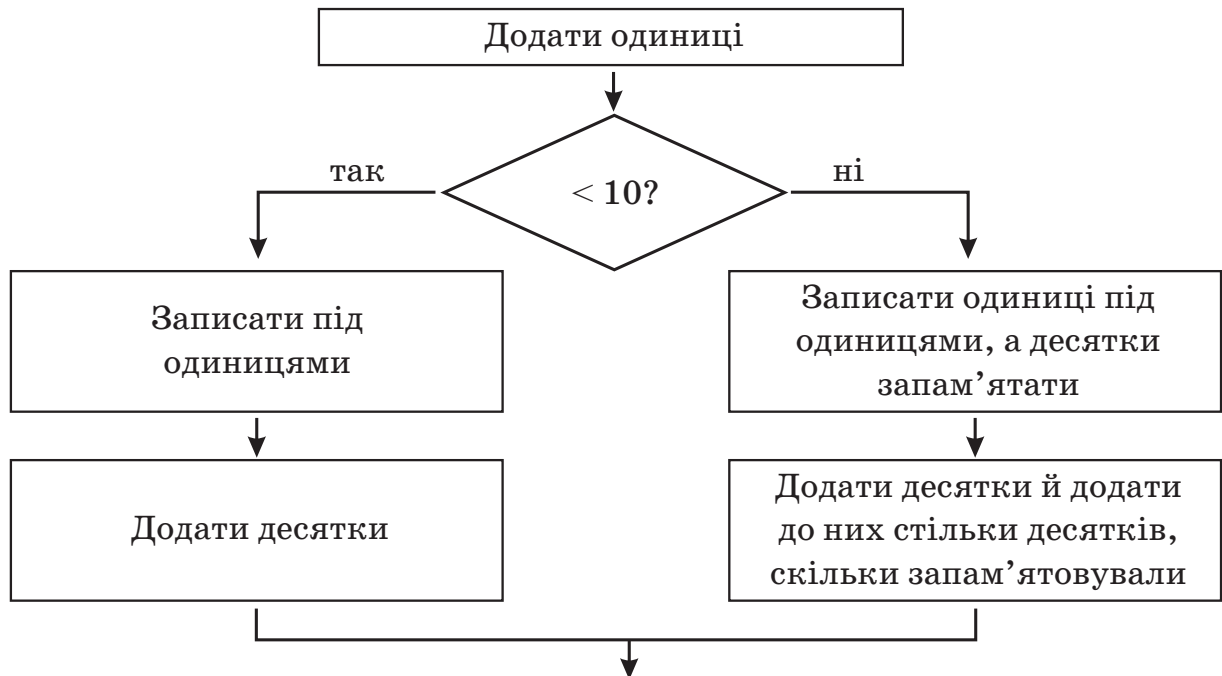 Додати одиниці
< 10?
так
ні
Записати під
одиницями
Записати одиниці під
одиницями, а десятки
запам’ятати
Додати десятки
Додати десятки й додати
до них стільки десятків,
скільки запам’ятовували